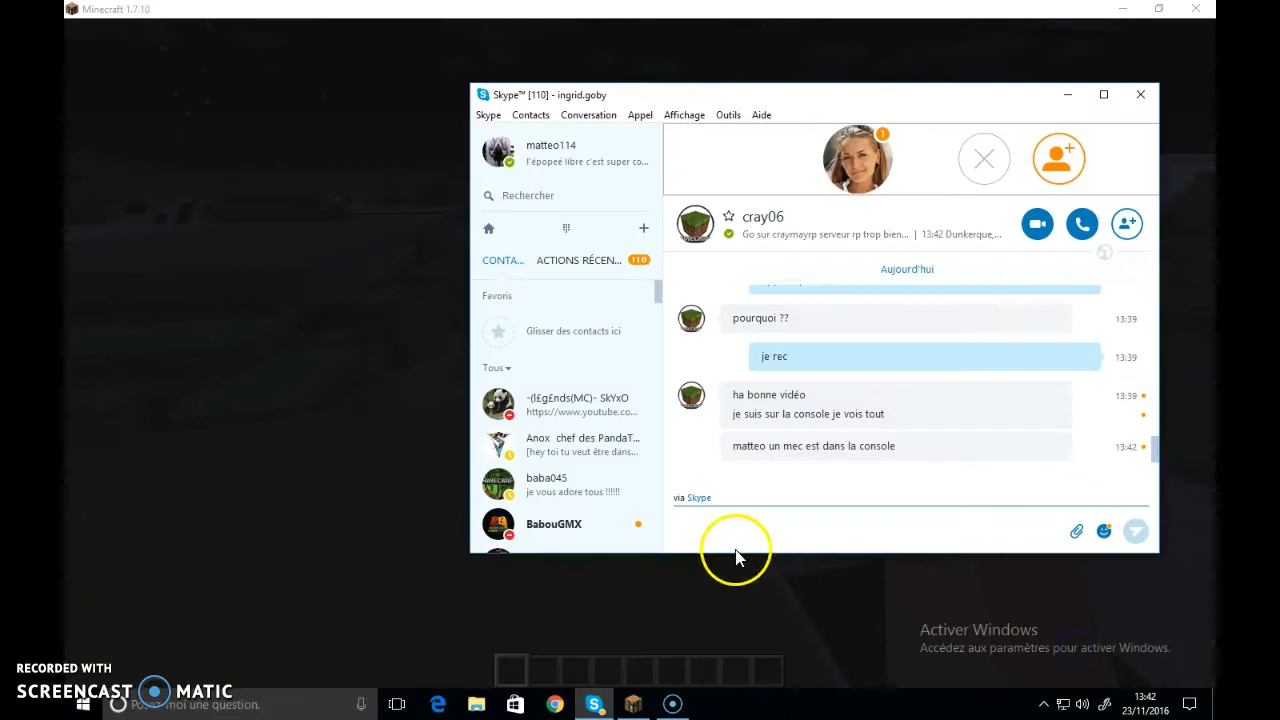 Minecraft 1.7.10
Skype™ [110] - ingrid.goby
Skype Contacts Conversation Appel Affichage Outils Aide
matteo114
l'épopeé libre c'est super co...
Rechercher
CONTA... ACTIONS RÉCEN... 110
Favoris
Glisser des contacts ici
Tous
-(l£g£nds(MC)- SkYxO
https://www.youtube.co...
Anox chef des PandaT...
[hey toi tu veut être dans...
baba045
je vous adore tous !!!!!!
BabouGMX
1
cray06
Go sur craymayrp serveur rp trop bien... | 13:42 Dunkerque,...
Aujourd'hui
pourquoi ?? 13:39
je rec 13:39
ha bonne vidéo 13:39
je suis sur la console je vois tout
matteo un mec est dans la console 13:42
via Skype
Activer Windows
Accédez aux paramètres pour activer Windows.
RECORDED WITH
SCREENCAST MATIC
Posez-moi une question.
13:42
23/11/2016